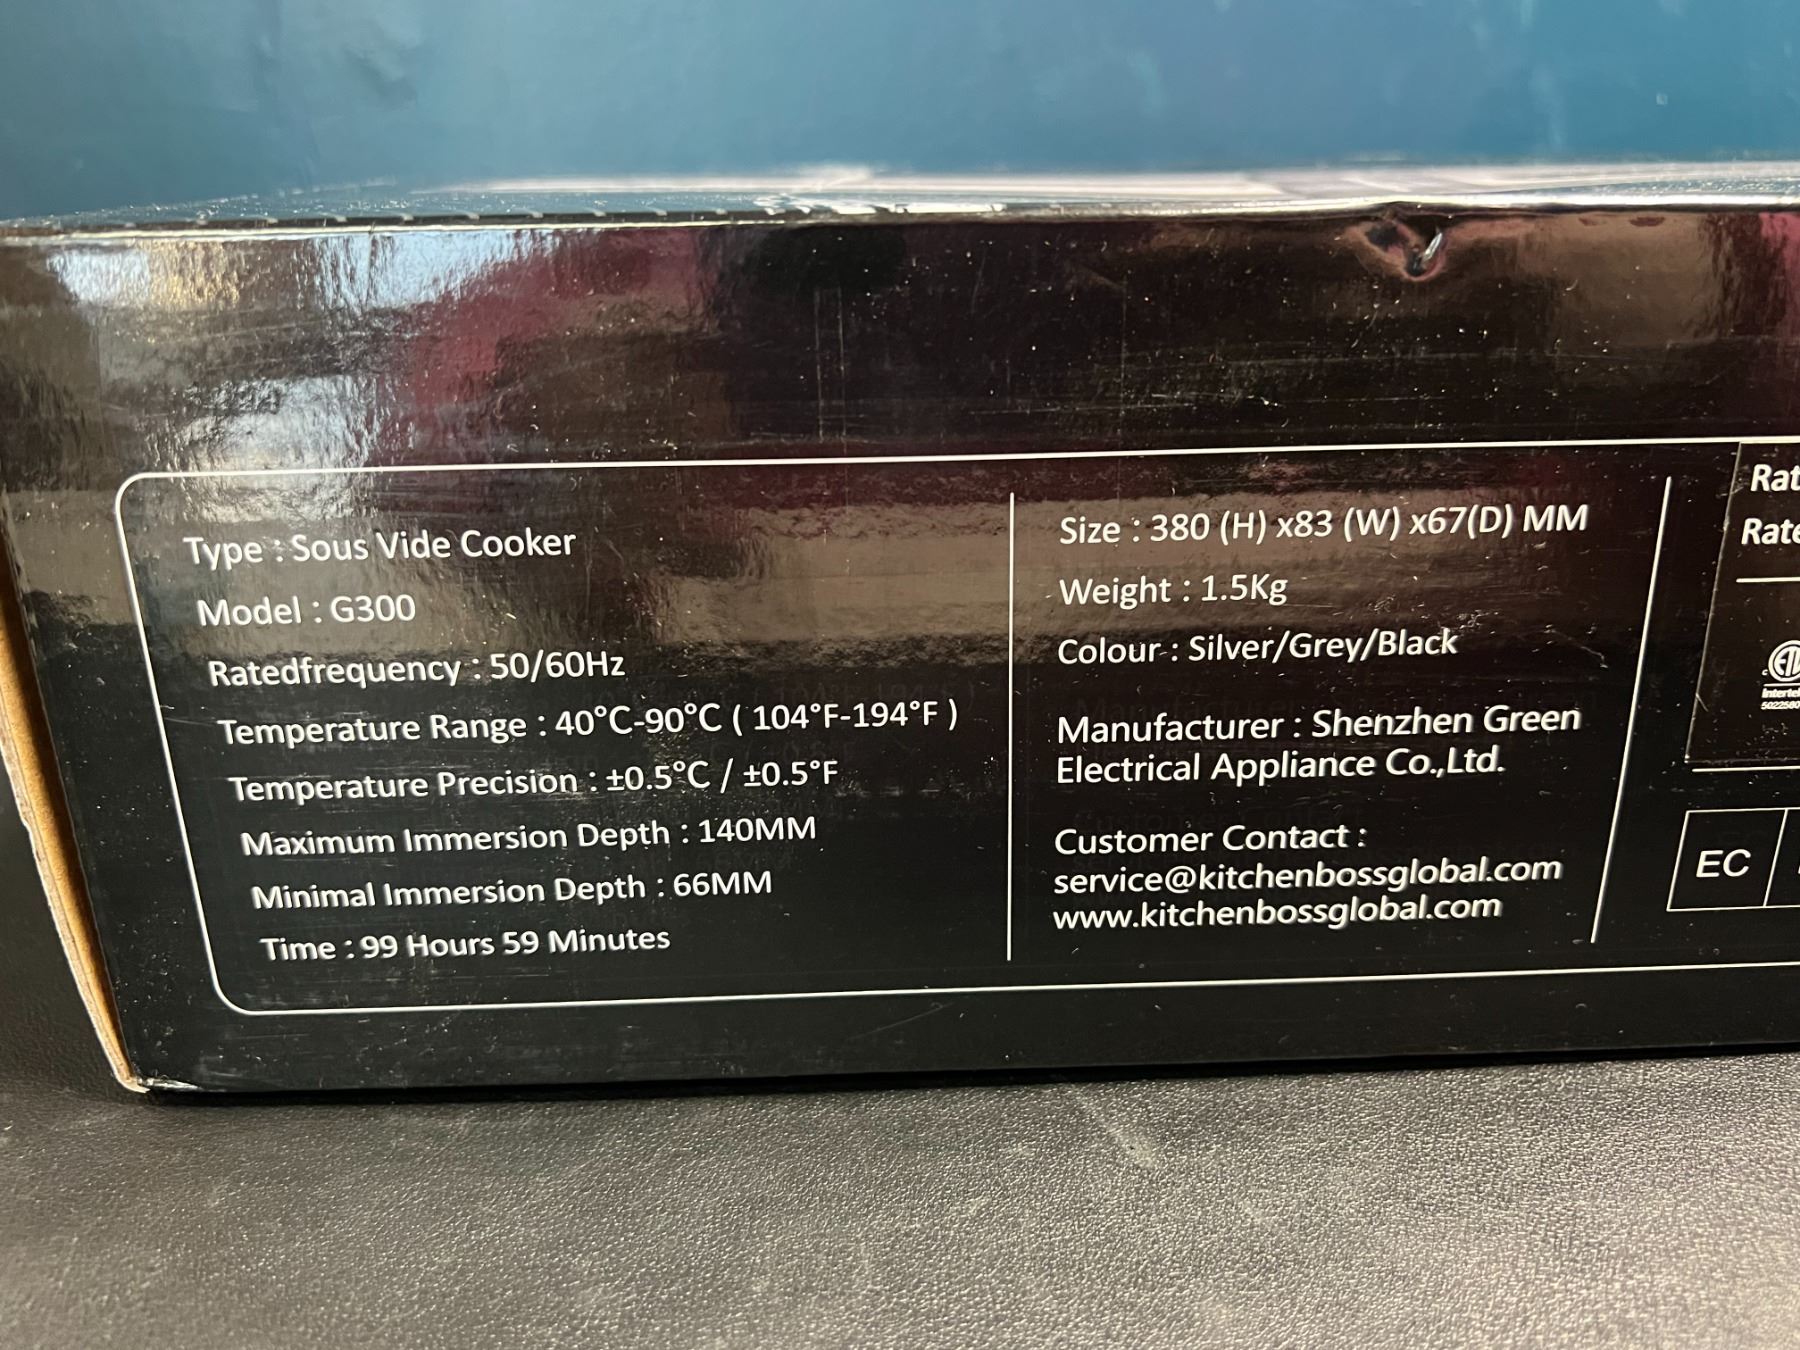 Type : Sous Vide Cooker
Model : G300
Ratedfrequency : 50/60Hz
Temperature Range : 40°C-90°C ( 104°F-194°F )
Temperature Precision : ±0.5°C / ±0.5°F
Maximum Immersion Depth : 140MM
Minimal Immersion Depth : 66MM
Time : 99 Hours 59 Minutes
Size : 380 (H) x83 (W) x67(D) MM
Weight : 1.5Kg
Colour : Silver/Grey/Black
Manufacturer : Shenzhen Green
Electrical Appliance Co.,Ltd.
Customer Contact :
service@kitchenbossglobal.com
www.kitchenbossglobal.com
EC